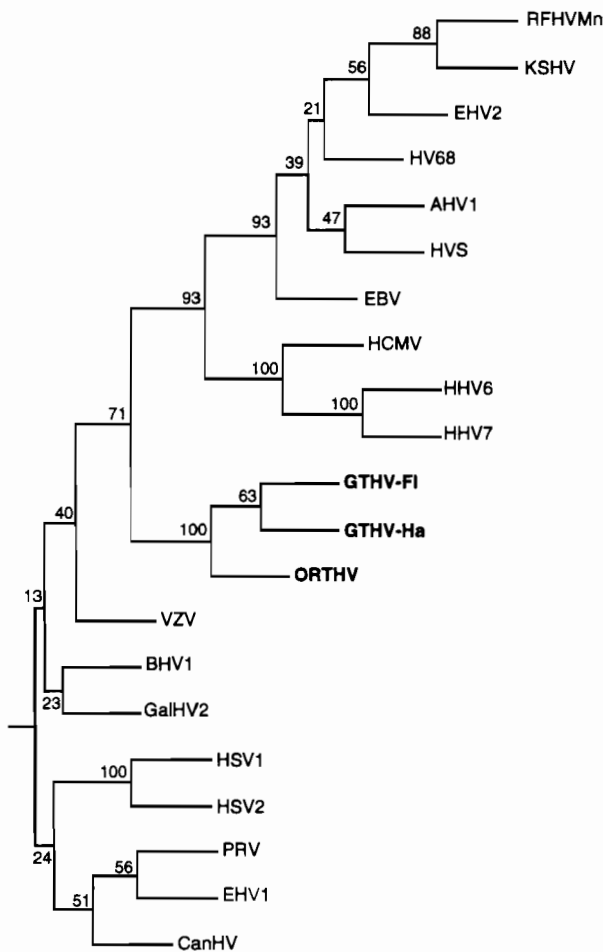 RFHVMn
88
KSHV
56
EHV2
21
HV68
39
AHV1
47
HVS
93
EBV
93
HCMV
100
HHV6
100
HHV7
71
GTHV-Fl
63
GTHV-Ha
100
ORTHV
40
VZV
13
BHV1
23
GalHV2
HSV1
100
HSV2
24
PRV
56
EHV1
51
CanHV